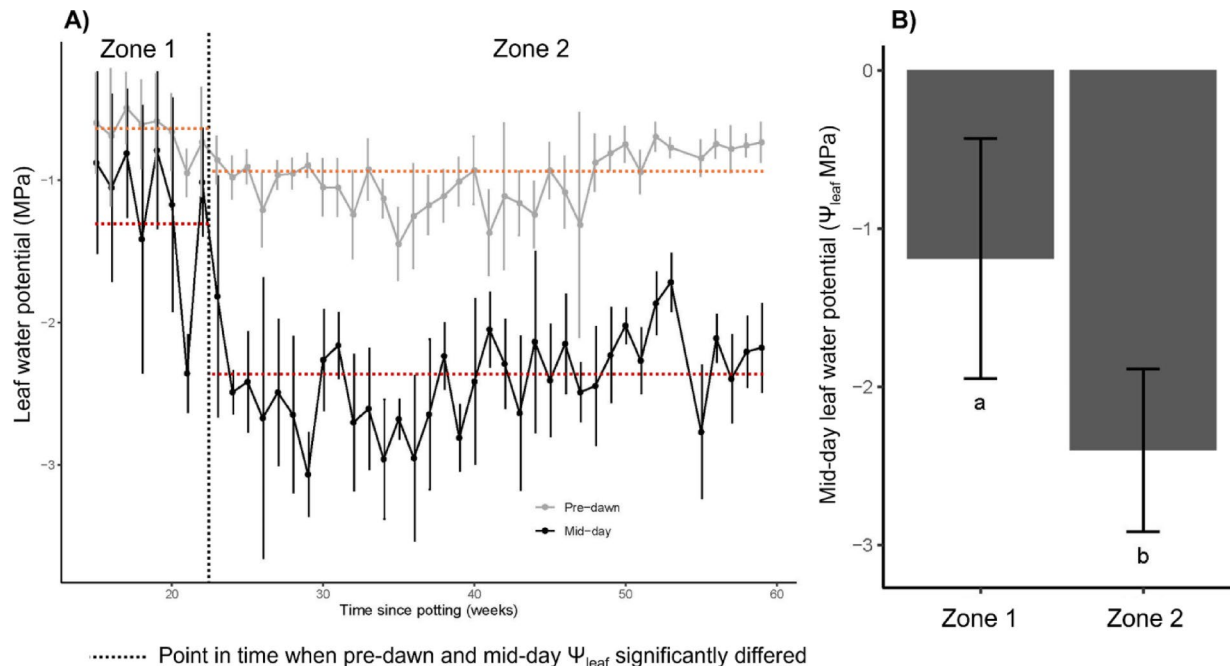 A)
Zone 1
Zone 2
Leaf water potential (MPa)
−1
−2
−3
Pre-dawn
Mid-day
20
30
40
50
60
Time since potting (weeks)
Point in time when pre-dawn and mid-day Ψleaf significantly differed
B)
Mid-day leaf water potential (Ψleaf MPa)
0
−1
−2
−3
a
b
Zone 1
Zone 2